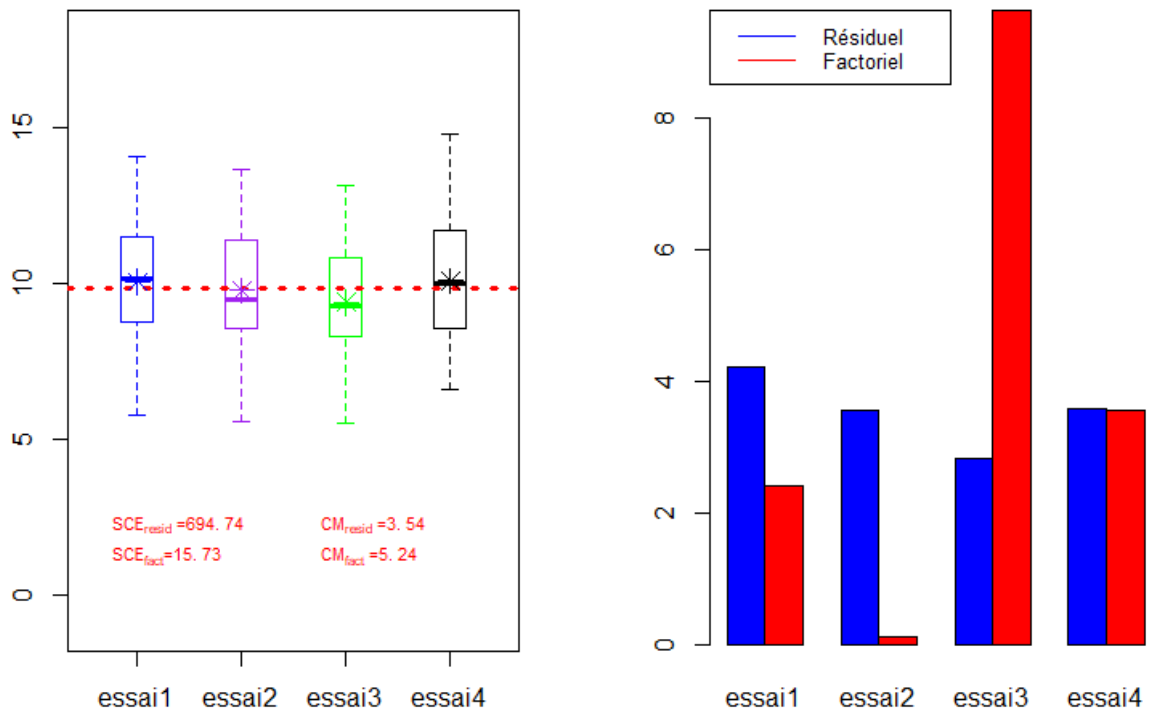 15
10
5
0
SCEresid =694. 74
CMresid =3. 54
SCEfact=15. 73
CMfact =5. 24
essai1 essai2 essai3 essai4
Résiduel
Factoriel
8
6
4
2
0
essai1 essai2 essai3 essai4